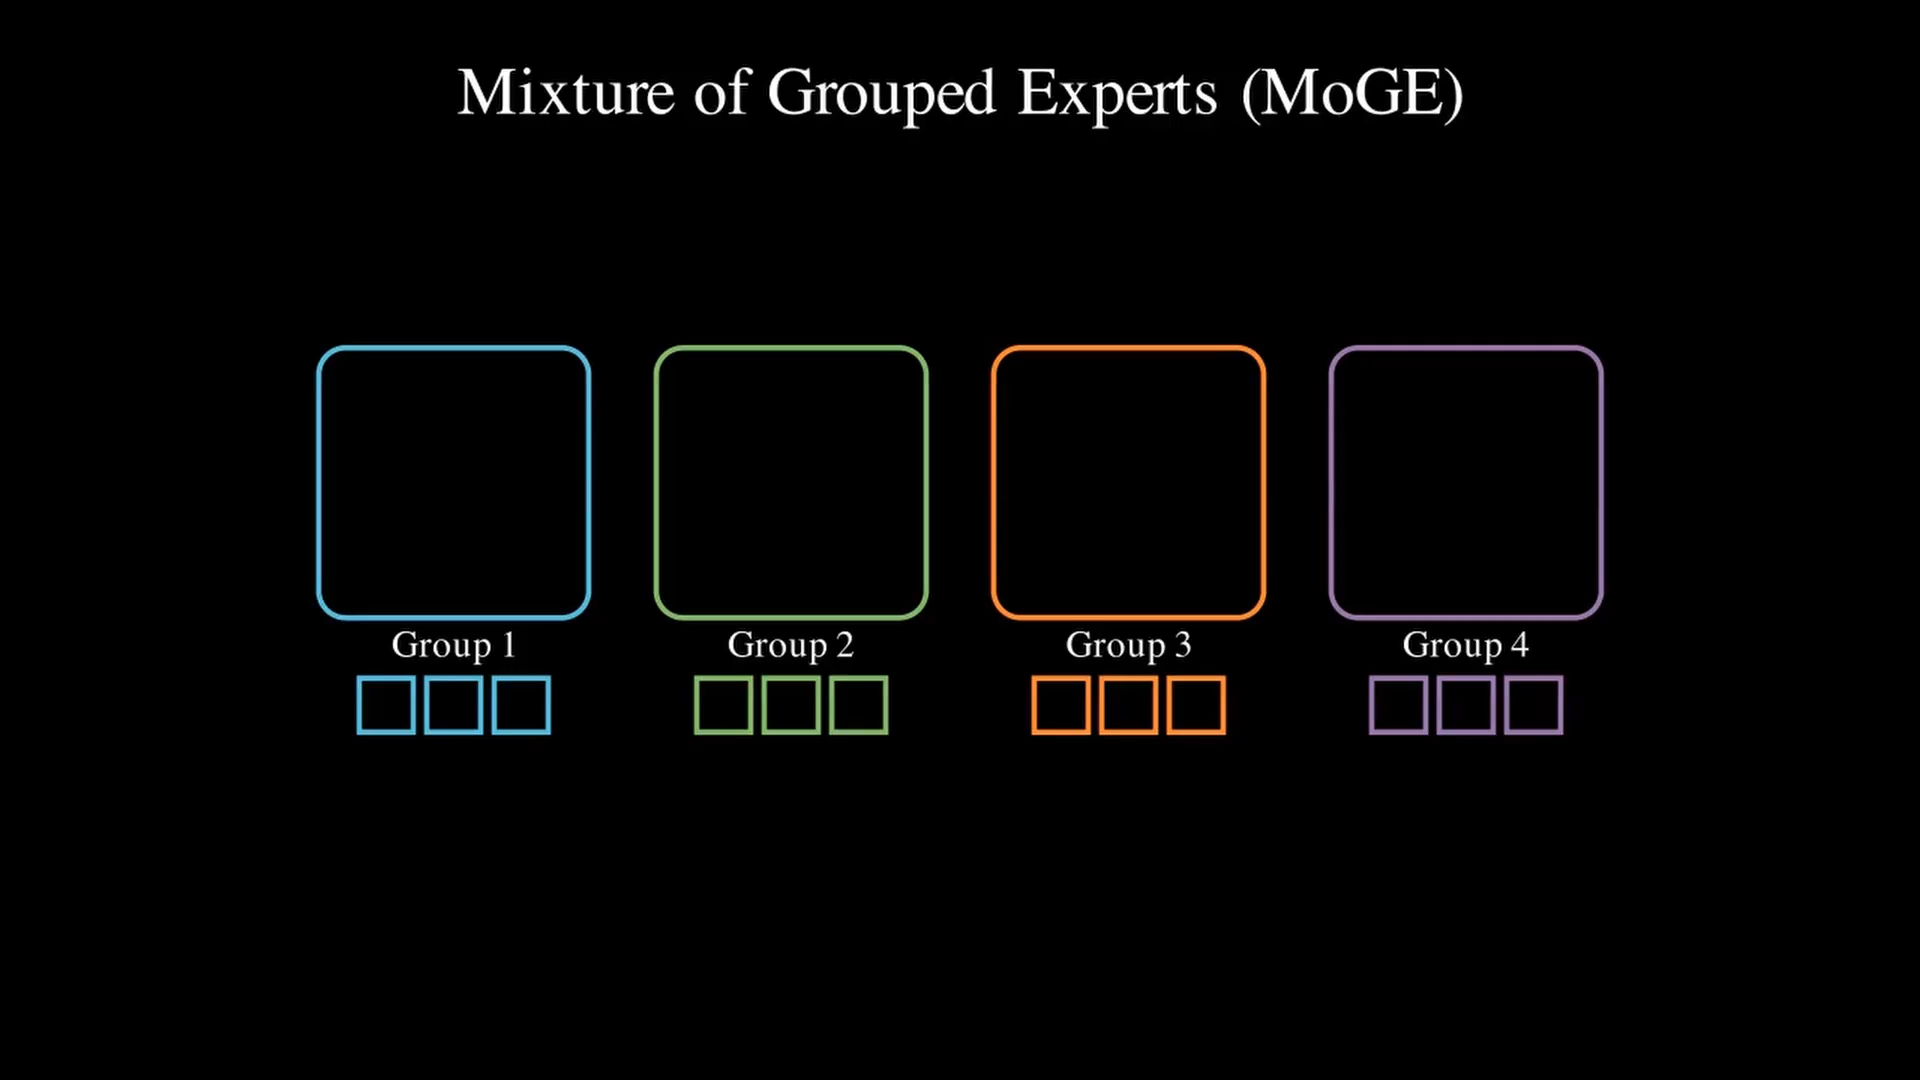 Mixture of Grouped Experts (MoGE)
Group 1
Group 2
Group 3
Group 4